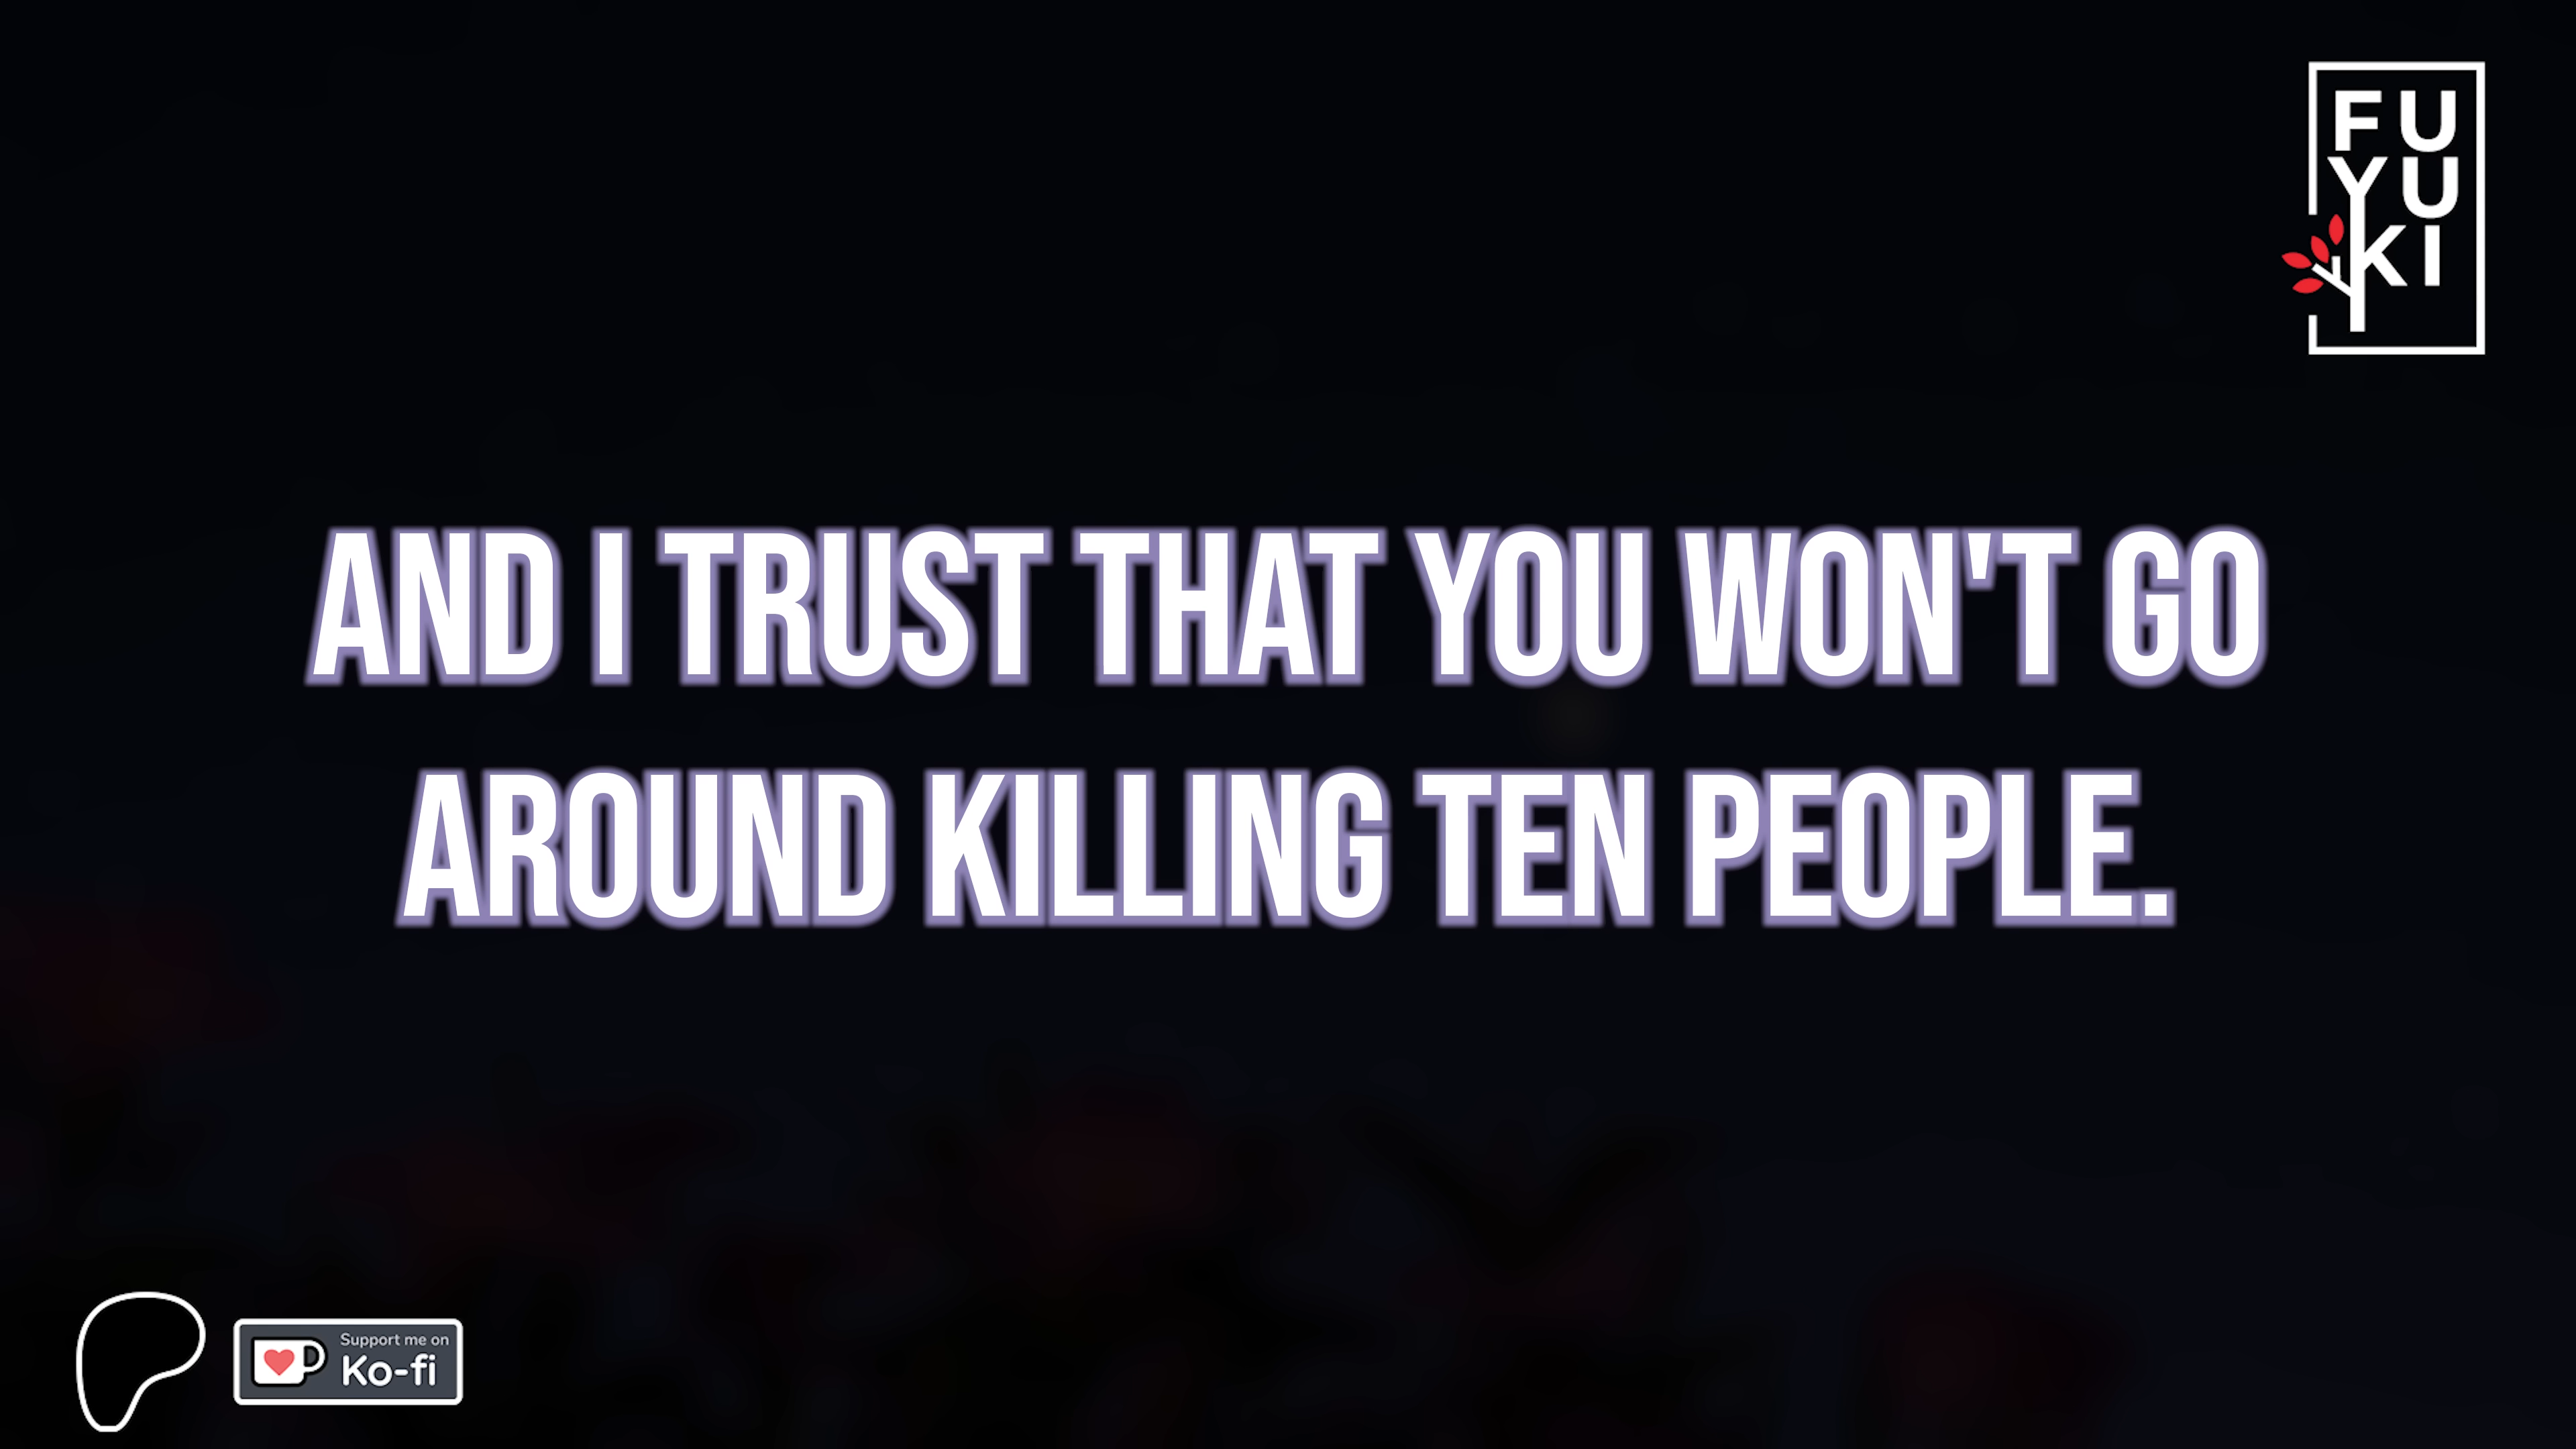 FU
YU
KI
AND I TRUST THAT YOU WON'T GO
AROUND KILLING TEN PEOPLE.
Support me on
Ko-fi